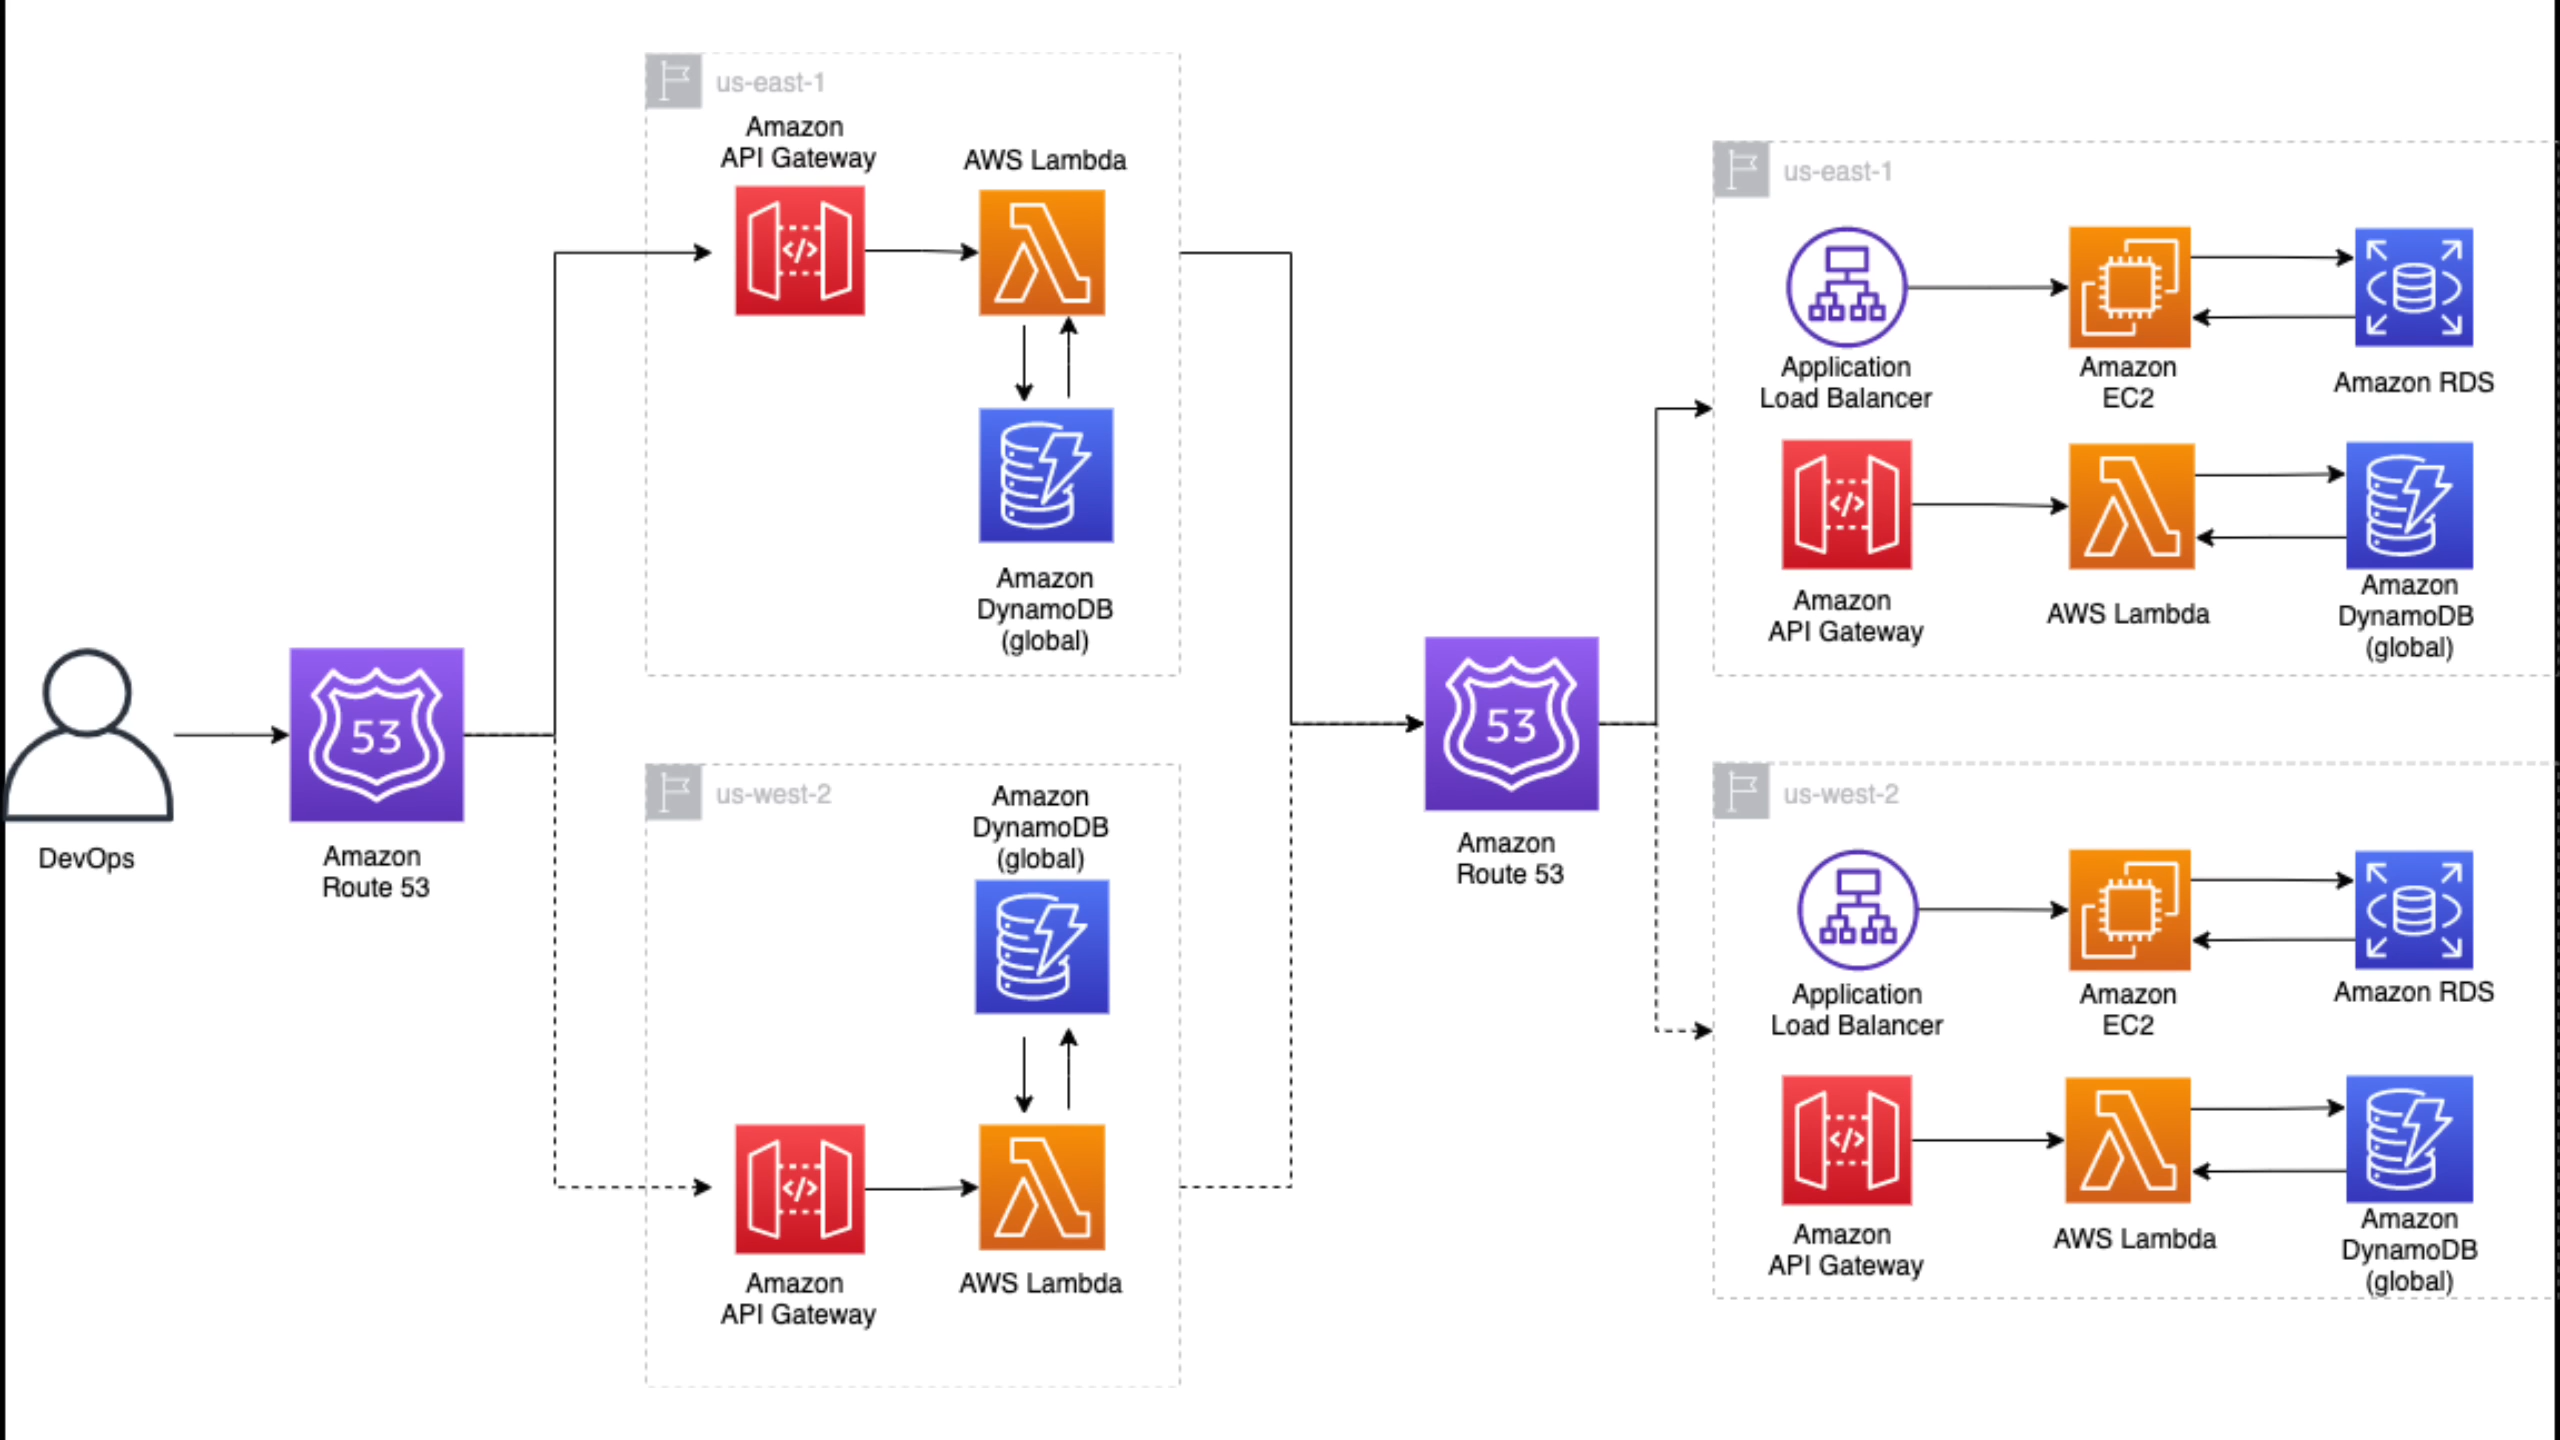 us-east-1
Amazon
API Gateway
AWS Lambda
</>
Amazon
DynamoDB
(global)
DevOps
53
Amazon
Route 53
us-west-2
Amazon
DynamoDB
(global)
</>
Amazon
API Gateway
AWS Lambda
53
Amazon
Route 53
us-east-1
Application
Load Balancer
Amazon
EC2
Amazon RDS
</>
Amazon
API Gateway
AWS Lambda
Amazon
DynamoDB
(global)
us-west-2
Application
Load Balancer
Amazon
EC2
Amazon RDS
</>
Amazon
API Gateway
AWS Lambda
Amazon
DynamoDB
(global)